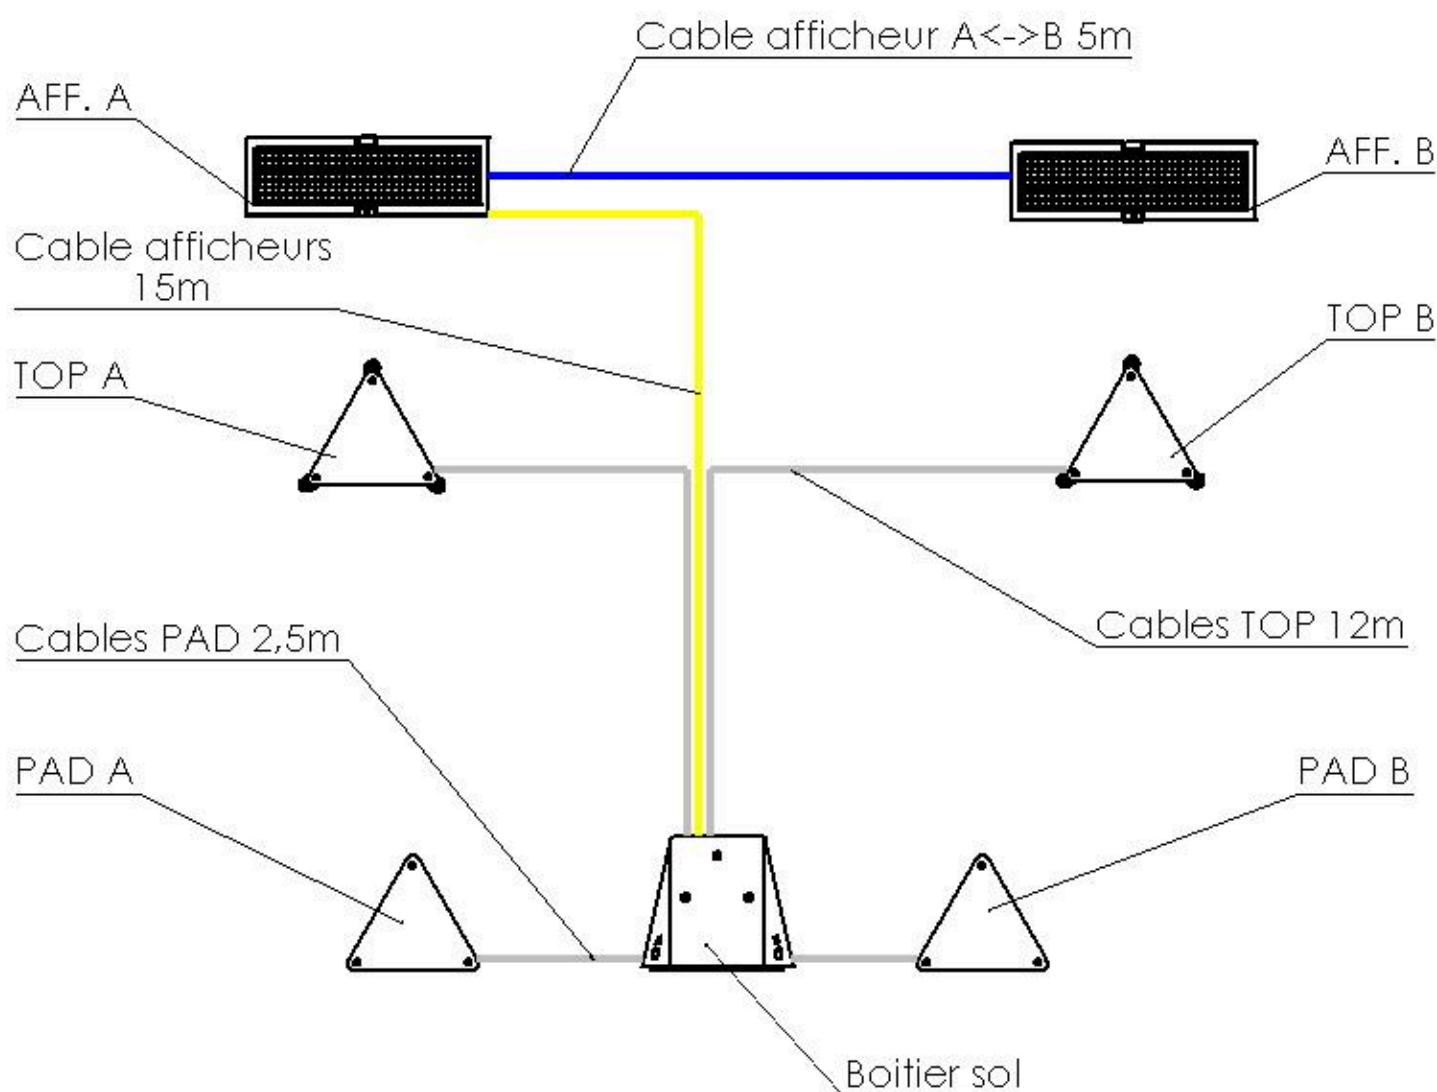 Cable afficheur A<->B 5m
AFF. A
AFF. B
Cable afficheurs
15m
TOP B
TOP A
Cables TOP 12m
Cables PAD 2,5m
PAD A
PAD B
Boitier sol